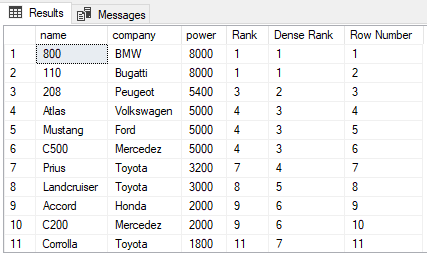 Results Messages
name company power Rank Dense Rank Row Number
1 800 BMW 8000 1 1 1
2 110 Bugatti 8000 1 1 2
3 208 Peugeot 5400 3 2 3
4 Atlas Volkswagen 5000 4 3 4
5 Mustang Ford 5000 4 3 5
6 C500 Mercedez 5000 4 3 6
7 Prius Toyota 3200 7 4 7
8 Landcruiser Toyota 3000 8 5 8
9 Accord Honda 2000 9 6 9
10 C200 Mercedez 2000 9 6 10
11 Corrolla Toyota 1800 11 7 11